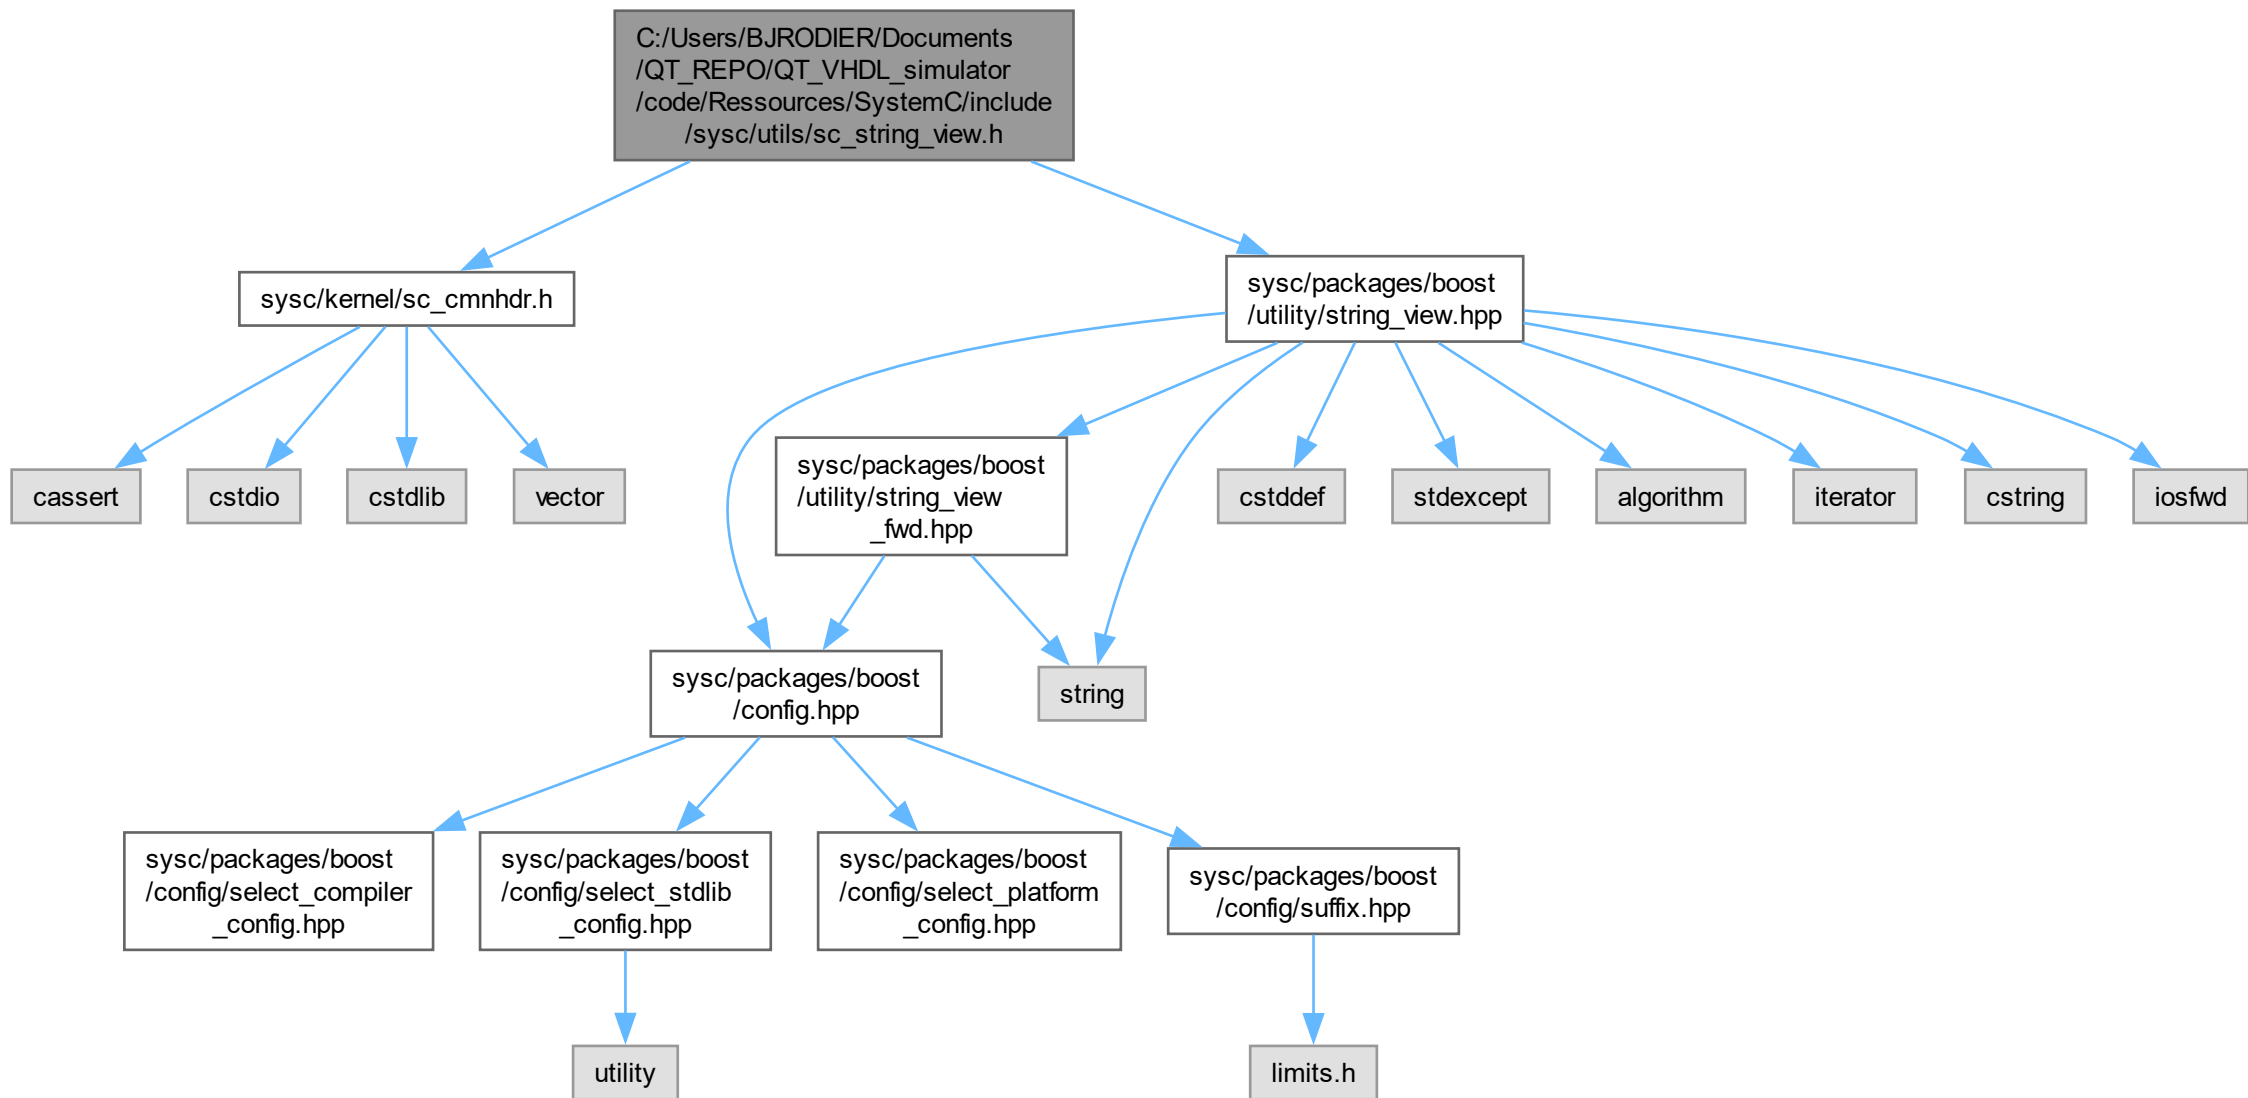 C:/Users/BJRODIER/Documents
/QT_REPO/QT_VHDL_simulator
/code/Ressources/SystemC/include
/sysc/utils/sc_string_view.h
sysc/kernel/sc_cmnhdr.h
sysc/packages/boost
/utility/string_view.hpp
cassert
cstdio
cstdlib
vector
sysc/packages/boost
/utility/string_view
_fwd.hpp
cstddef
stdexcept
algorithm
iterator
cstring
iosfwd
sysc/packages/boost
/config.hpp
string
sysc/packages/boost
/config/select_compiler
_config.hpp
sysc/packages/boost
/config/select_stdlib
_config.hpp
sysc/packages/boost
/config/select_platform
_config.hpp
sysc/packages/boost
/config/suffix.hpp
utility
limits.h